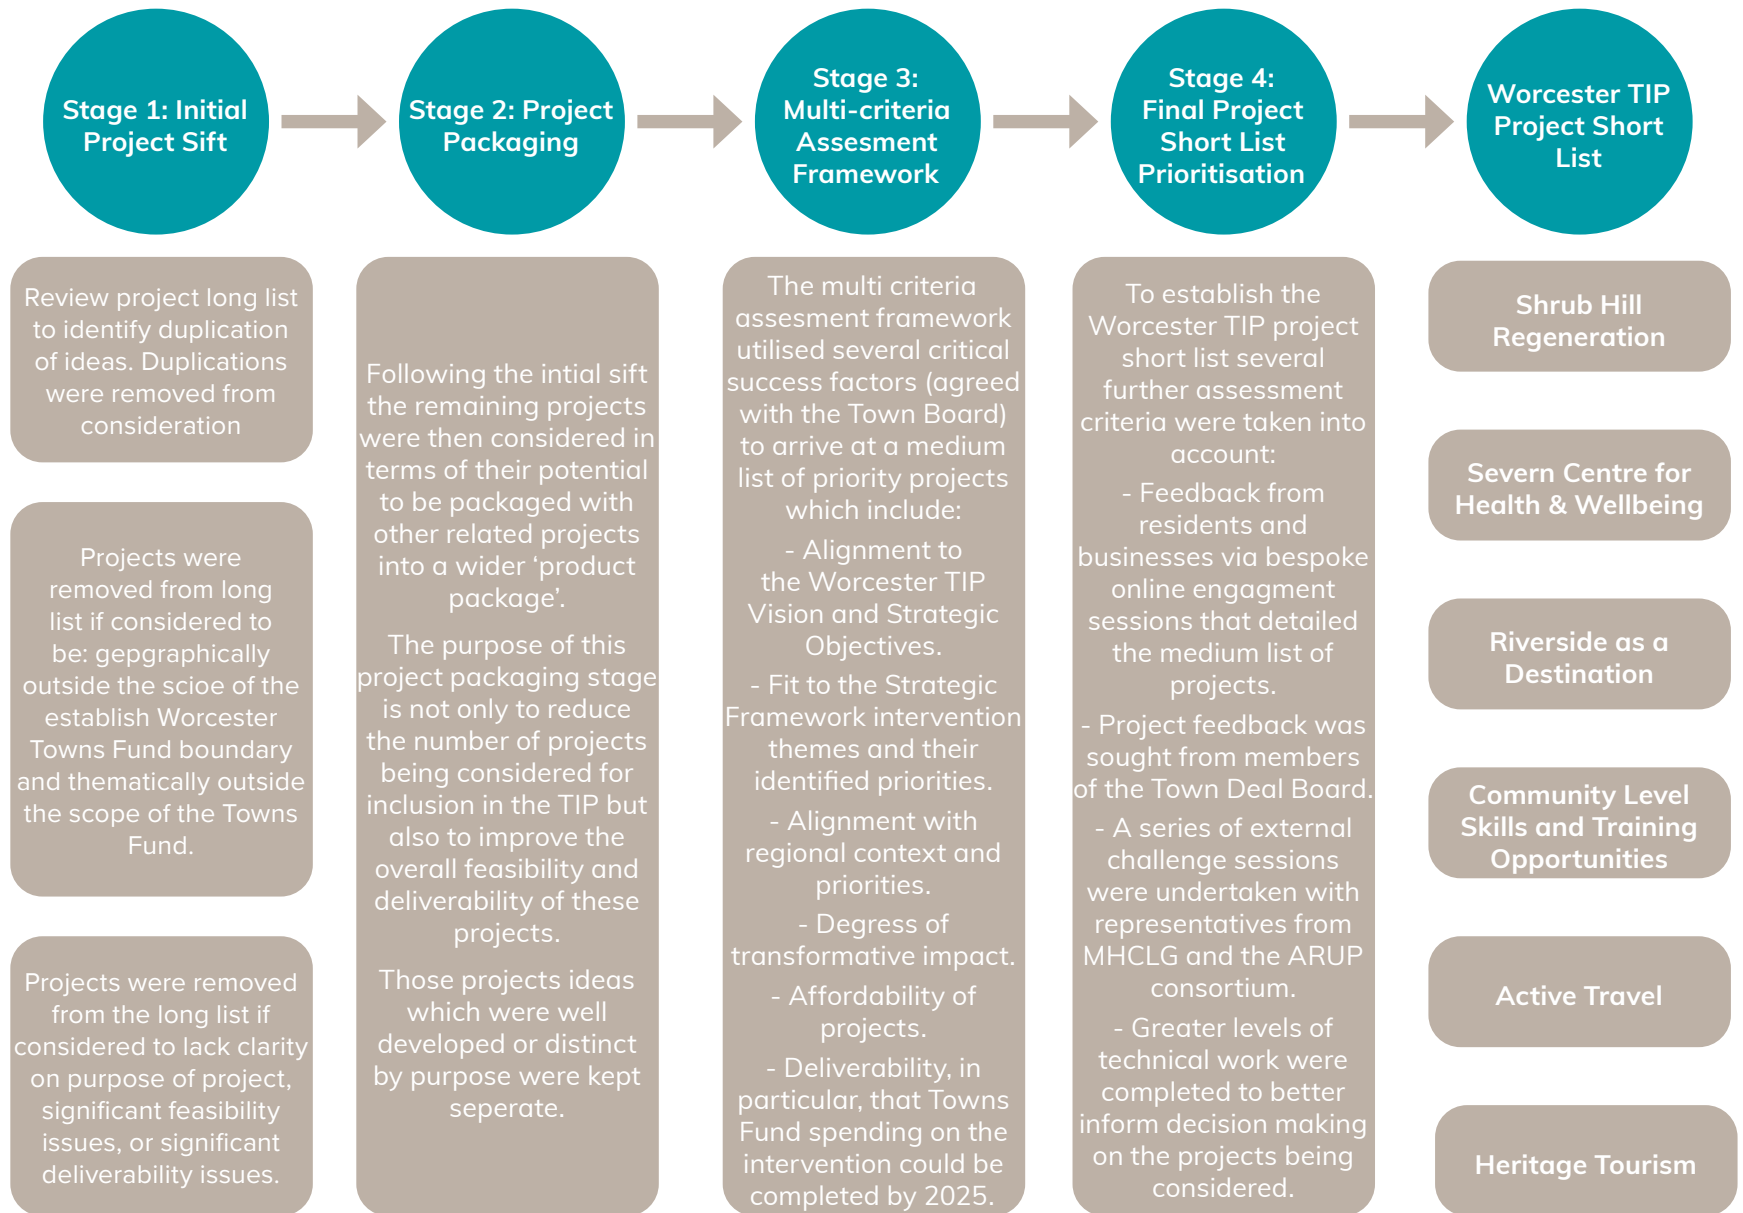 Stage 1: Initial
Project Sift
Stage 2: Project
Packaging
Stage 3:
Multi-criteria
Assesment
Framework
Stage 4:
Final Project
Short List
Prioritisation
Worcester TIP
Project Short
List
Review project long list
to identify duplication
of ideas. Duplications
were removed from
consideration
Projects were
removed from long
list if considered to
be: gepgraphically
outside the scioe of the
establish Worcester
Towns Fund boundary
and thematically outside
the scope of the Towns
Fund.
Projects were removed
from the long list if
considered to lack clarity
on purpose of project,
significant feasibility
issues, or significant
deliverability issues.
Following the intial sift
the remaining projects
were then considered in
terms of their potential
to be packaged with
other related projects
into a wider ‘product
package’.
The purpose of this
project packaging stage
is not only to reduce
the number of projects
being considered for
inclusion in the TIP but
also to improve the
overall feasibility and
deliverability of these
projects.
Those projects ideas
which were well
developed or distinct
by purpose were kept
seperate.
The multi criteria
assesment framework
utilised several critical
success factors (agreed
with the Town Board)
to arrive at a medium
list of priority projects
which include:
- Alignment to
the Worcester TIP
Vision and Strategic
Objectives.
- Fit to the Strategic
Framework intervention
themes and their
identified priorities.
- Alignment with
regional context and
priorities.
- Degress of
transformative impact.
- Affordability of
projects.
- Deliverability, in
particular, that Towns
Fund spending on the
intervention could be
completed by 2025.
To establish the
Worcester TIP project
short list several
further assessment
criteria were taken into
account:
- Feedback from
residents and
businesses via bespoke
online engagment
sessions that detailed
the medium list of
projects.
- Project feedback was
sought from members
of the Town Deal Board.
- A series of external
challenge sessions
were undertaken with
representatives from
MHCLG and the ARUP
consortium.
- Greater levels of
technical work were
completed to better
inform decision making
on the projects being
considered.
Shrub Hill
Regeneration
Severn Centre for
Health & Wellbeing
Riverside as a
Destination
Community Level
Skills and Training
Opportunities
Active Travel
Heritage Tourism